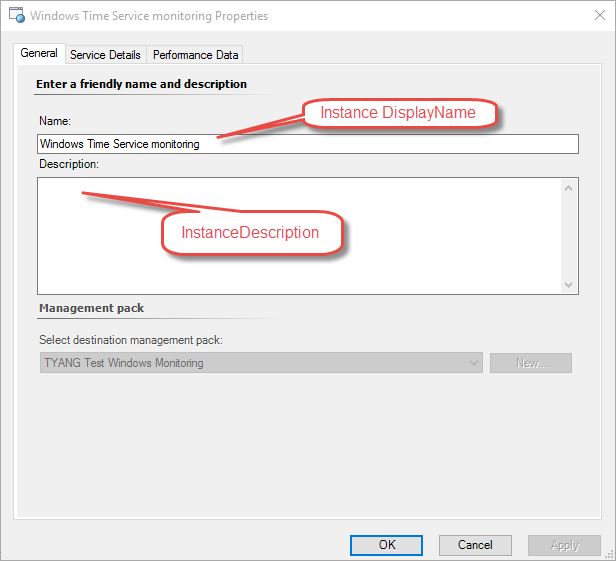 Windows Time Service monitoring Properties
General
Service Details
Performance Data
Enter a friendly name and description
Instance DisplayName
Name:
Windows Time Service monitoring
Description:
InstanceDescription
Management pack
Select destination management pack:
TYANG Test Windows Monitoring
New...
OK
Cancel
Apply